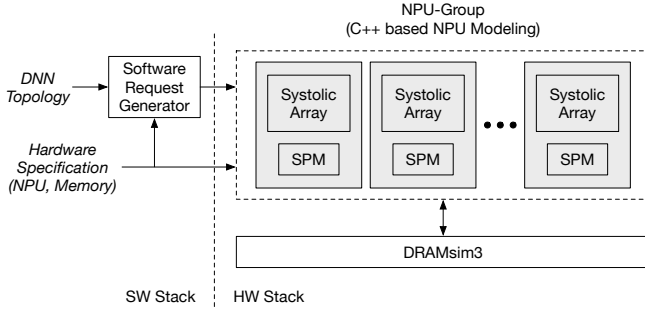 NPU-Group
(C++ based NPU Modeling)
DNN
Topology
Software
Request
Generator
Hardware
Specification
(NPU, Memory)
Systolic
Array
SPM
Systolic
Array
SPM
Systolic
Array
SPM
DRAMsim3
SW Stack
HW Stack